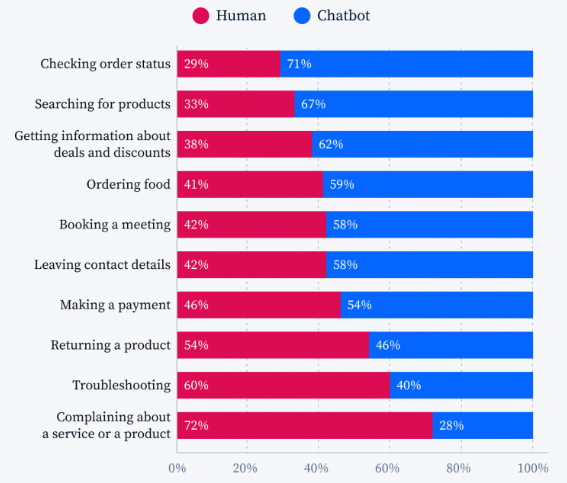 Human Chatbot
Checking order status 29% 71%
Searching for products 33% 67%
Getting information about
deals and discounts 38% 62%
Ordering food 41% 59%
Booking a meeting 42% 58%
Leaving contact details 42% 58%
Making a payment 46% 54%
Returning a product 54% 46%
Troubleshooting 60% 40%
Complaining about
a service or a product 72% 28%
0% 20% 40% 60% 80% 100%